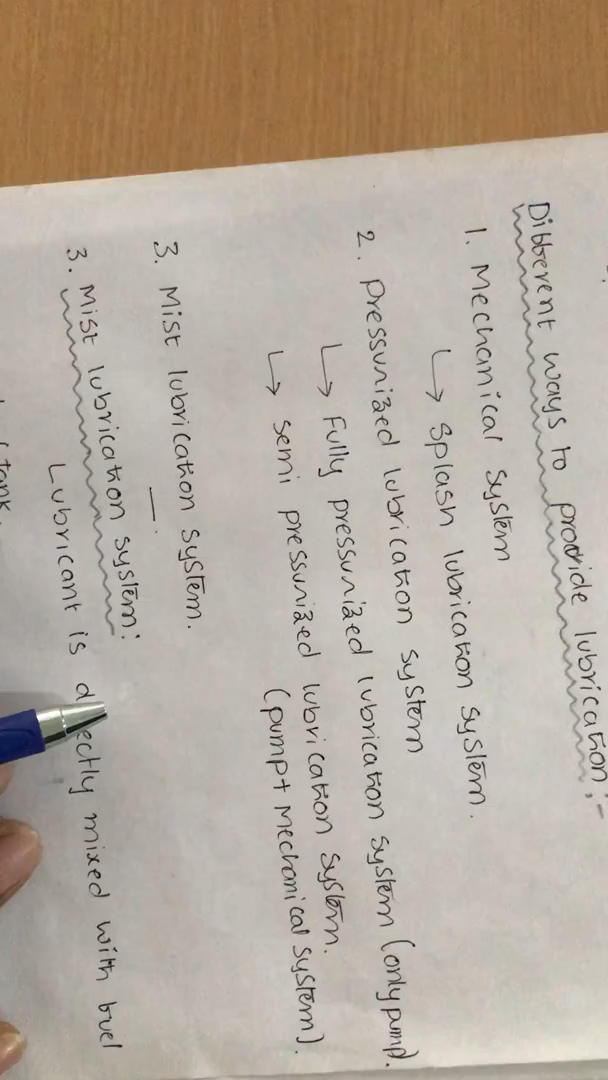 Different ways to provide lubrication:-
1. Mechanical system
↳ Splash lubrication system.
2. Pressurized lubrication system
↳ Fully pressurized lubrication system (only pump).
↳ Semi pressurized lubrication system.
(pump + Mechanical system).
3. Mist lubrication system.
3. Mist lubrication system:
Lubricant is directly mixed with fuel
tank.